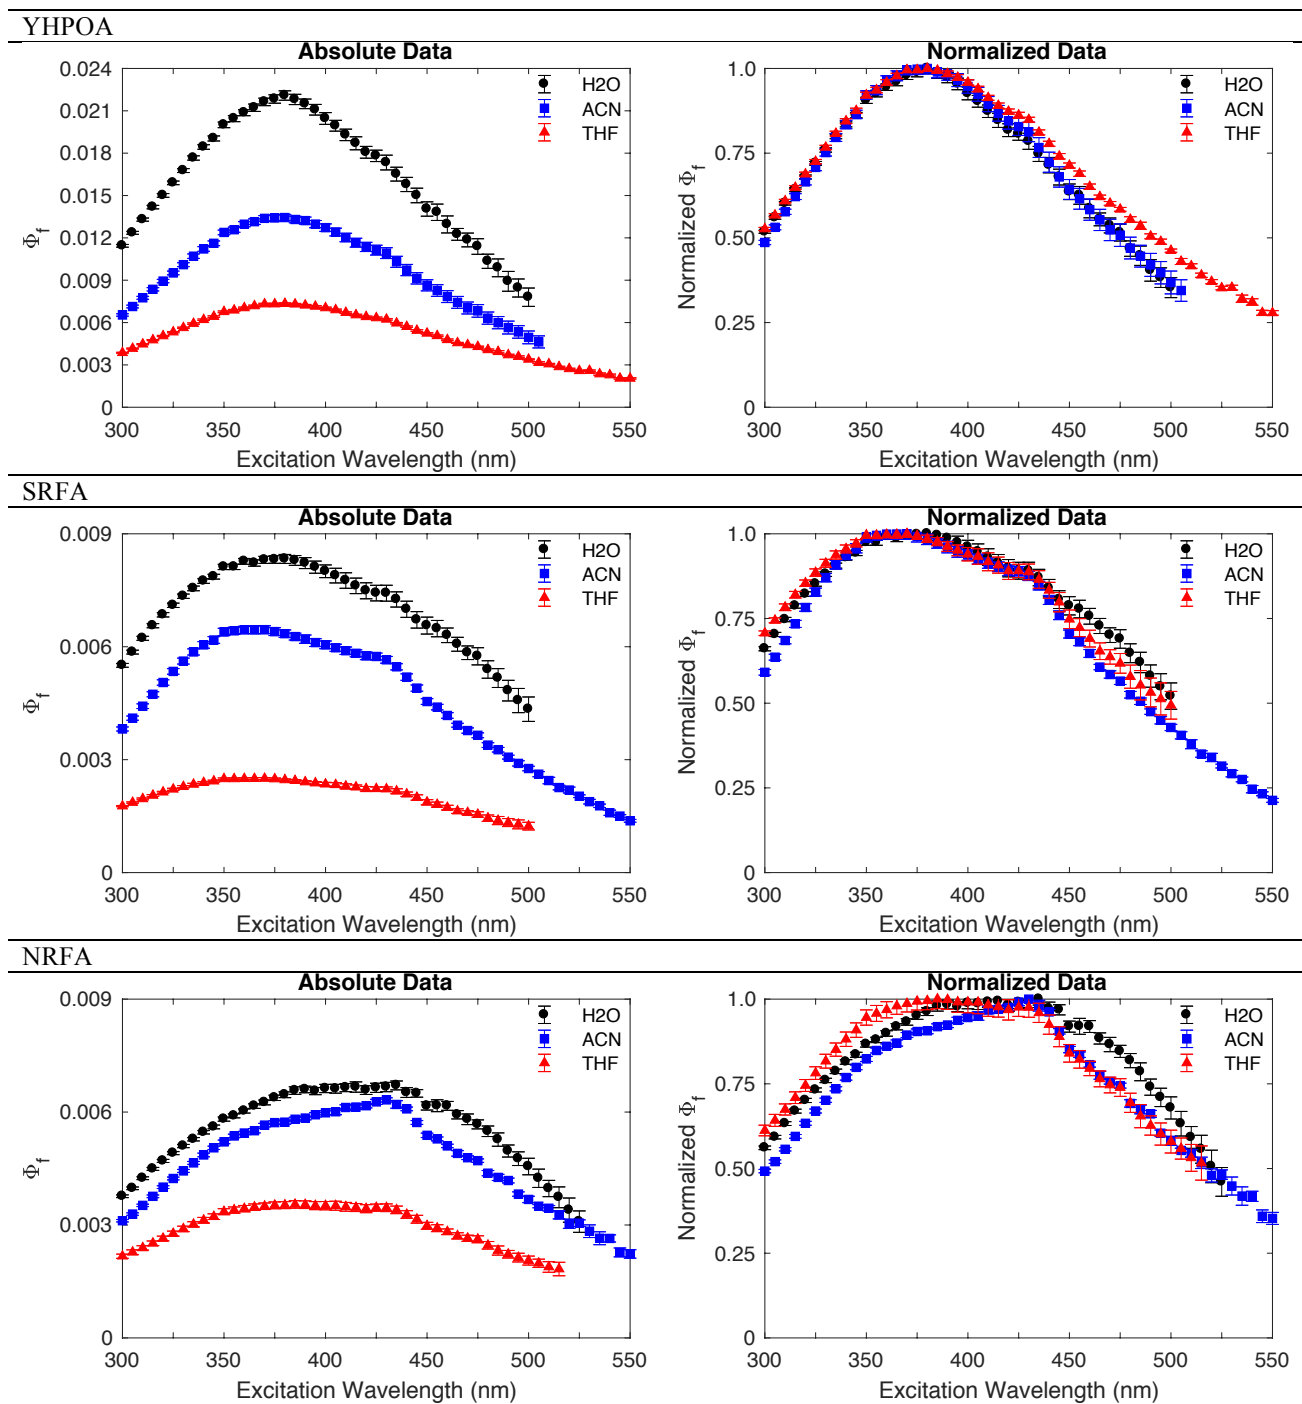 YHPOA
Absolute Data
0.024
0.021
0.018
0.015
0.012
0.009
0.006
0.003
0
Φf
H2O
ACN
THF
300 350 400 450 500 550
Excitation Wavelength (nm)
Normalized Data
1.0
0.75
0.50
0.25
Normalized Φf
H2O
ACN
THF
300 350 400 450 500 550
Excitation Wavelength (nm)
SRFA
Absolute Data
0.009
0.006
0.003
0
Φf
H2O
ACN
THF
300 350 400 450 500 550
Excitation Wavelength (nm)
Normalized Data
1.0
0.75
0.50
0.25
0
Normalized Φf
H2O
ACN
THF
300 350 400 450 500 550
Excitation Wavelength (nm)
NRFA
Absolute Data
0.009
0.006
0.003
0
Φf
H2O
ACN
THF
300 350 400 450 500 550
Excitation Wavelength (nm)
Normalized Data
1.0
0.75
0.50
0.25
0
Normalized Φf
H2O
ACN
THF
300 350 400 450 500 550
Excitation Wavelength (nm)